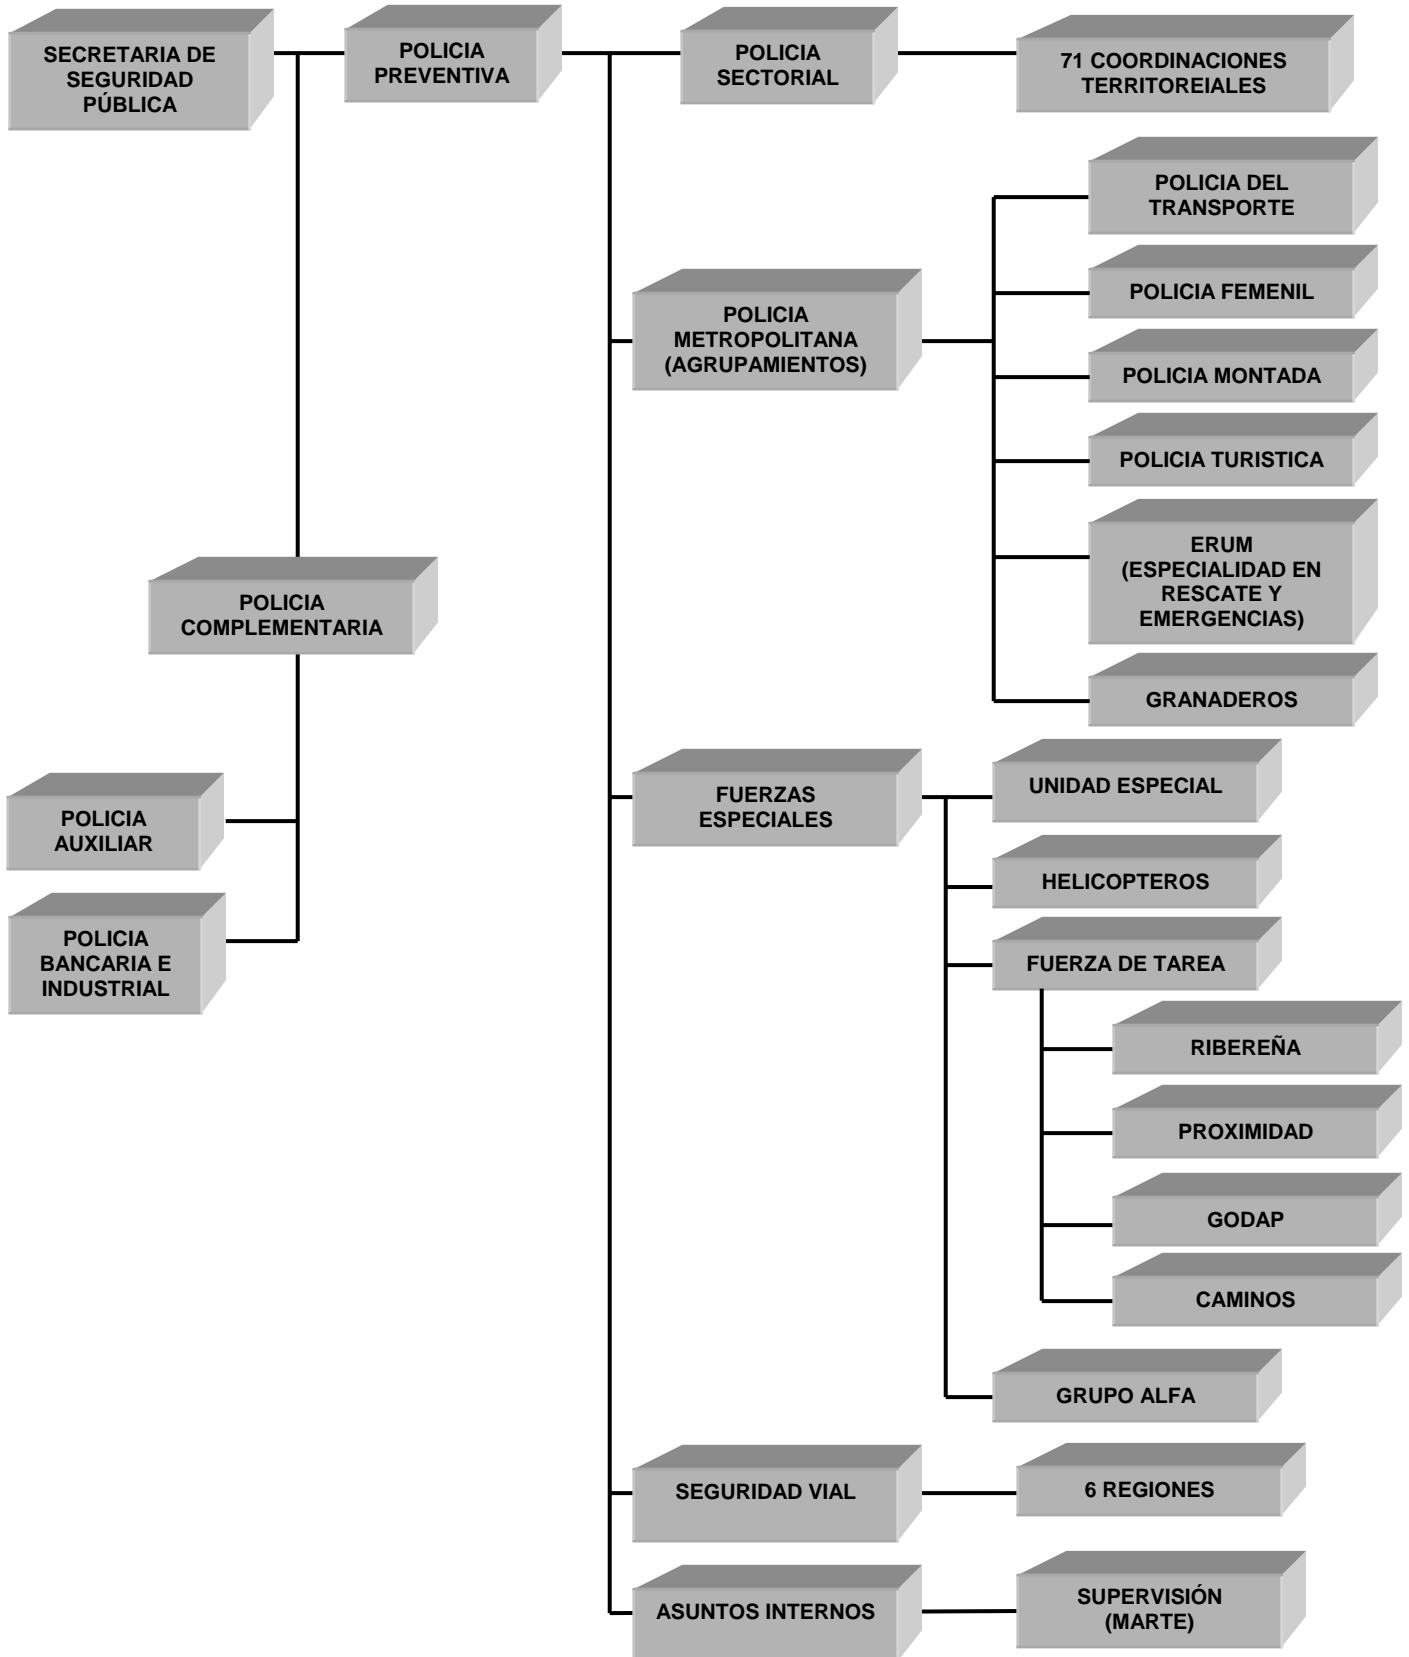 SECRETARIA DE
SEGURIDAD
PÚBLICA
POLICIA
PREVENTIVA
POLICIA
SECTORIAL
71 COORDINACIONES
TERRITOREIALES
POLICIA DEL
TRANSPORTE
POLICIA
METROPOLITANA
(AGRUPAMIENTOS)
POLICIA FEMENIL
POLICIA MONTADA
POLICIA TURISTICA
ERUM
(ESPECIALIDAD EN
RESCATE Y
EMERGENCIAS)
GRANADEROS
POLICIA
COMPLEMENTARIA
POLICIA
AUXILIAR
POLICIA
BANCARIA E
INDUSTRIAL
FUERZAS
ESPECIALES
UNIDAD ESPECIAL
HELICOPTEROS
FUERZA DE TAREA
RIBEREÑA
PROXIMIDAD
GODAP
CAMINOS
GRUPO ALFA
SEGURIDAD VIAL
6 REGIONES
ASUNTOS INTERNOS
SUPERVISIÓN
(MARTE)